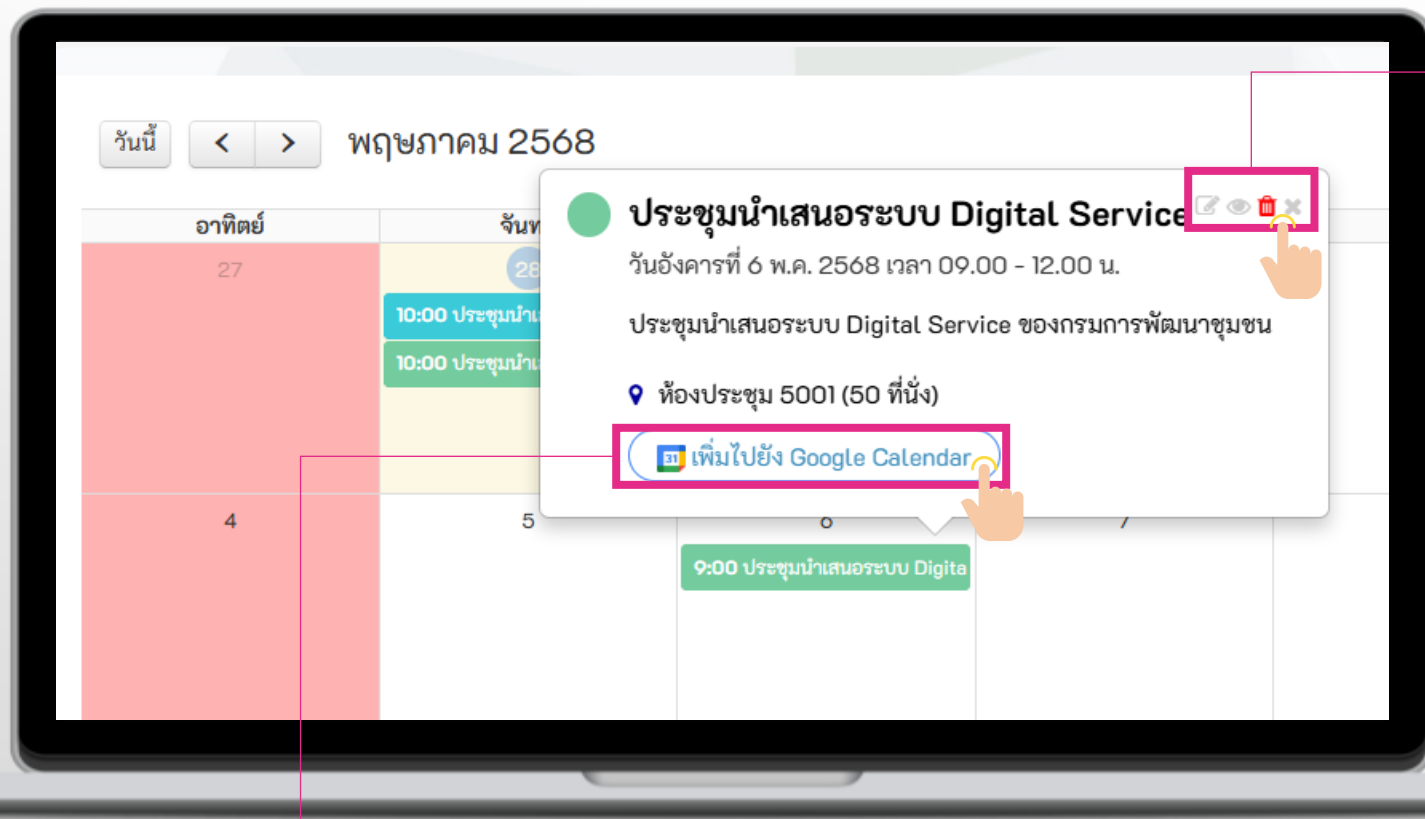 วันนี้ < > พฤษภาคม 2568
อาทิตย์ จันท
27 28
10:00 ประชุมนำเ
10:00 ประชุมนำเ
ประชุมนำเสนอระบบ Digital Service
วันอังคารที่ 6 พ.ค. 2568 เวลา 09.00 - 12.00 น.
ประชุมนำเสนอระบบ Digital Service ของกรมการพัฒนาชุมชน
ห้องประชุม 5001 (50 ที่นั่ง)
31 เพิ่มไปยัง Google Calendar
4 5 6 7
9:00 ประชุมนำเสนอระบบ Digita